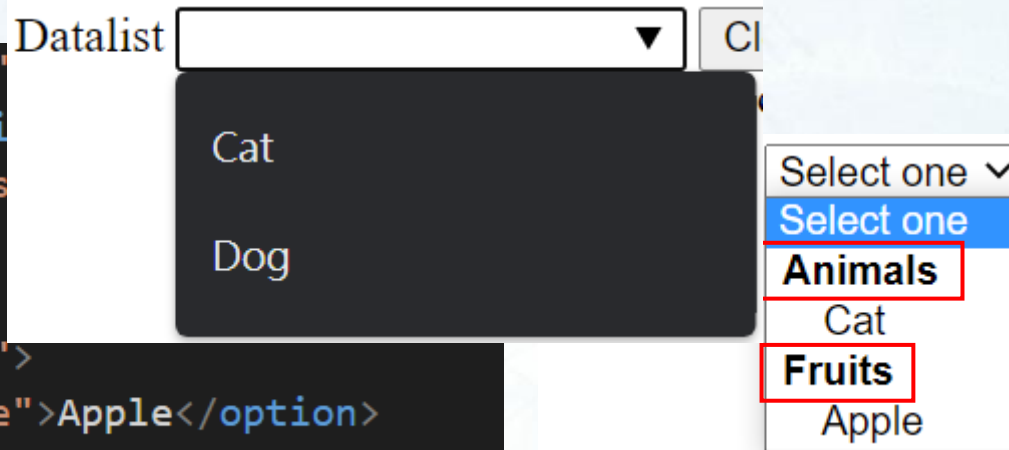 Datalist
Cat
Dog
Select one
Select one
Animals
Cat
Fruits
Apple
">
">Apple</option>